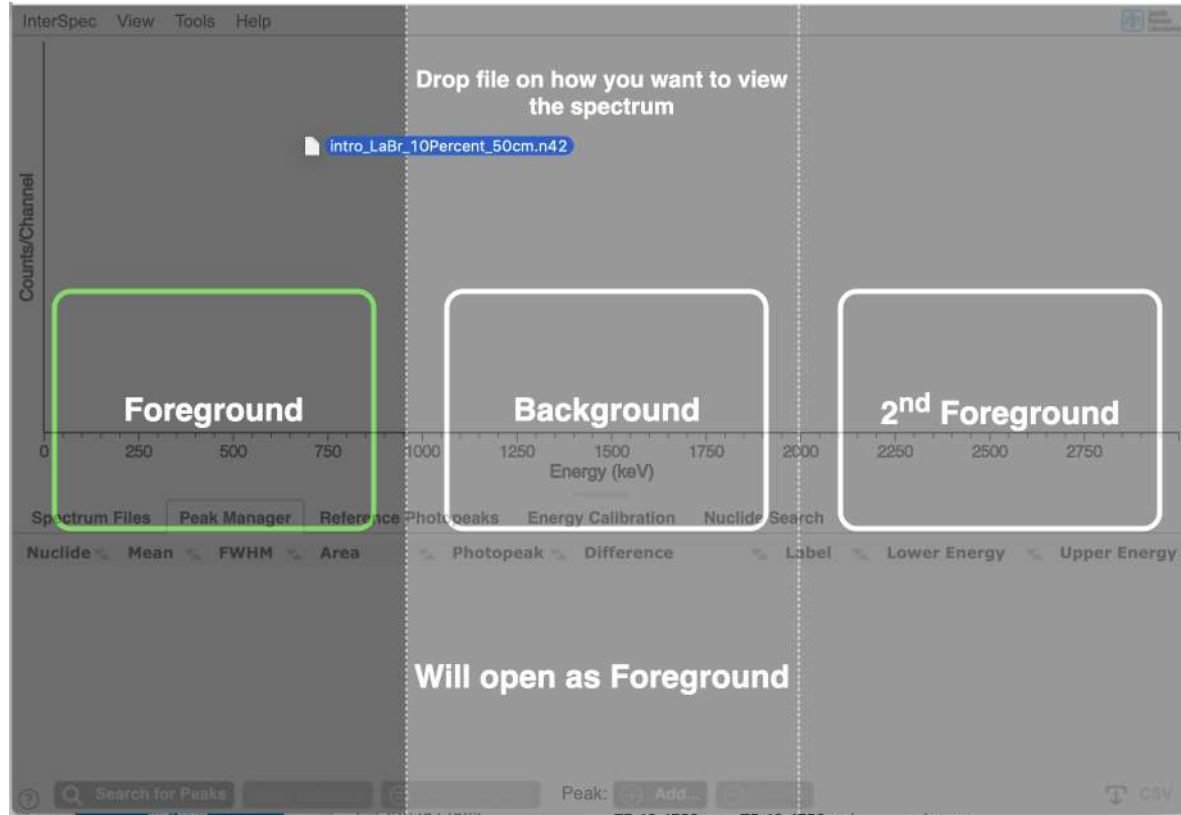 InterSpec View Tools Help
Drop file on how you want to view
the spectrum
intro_LaBr_10Percent_50cm.n42
Counts/Channel
Foreground
Background
2nd Foreground
0 250 500 750 1000 1250 1500 1750 2000 2250 2500 2750
Energy (keV)
Spectrum Files Peak Manager Reference Photopeaks Energy Calibration Nuclide Search
Nuclide Mean FWHM Area Photopeak Difference Label Lower Energy Upper Energy
Will open as Foreground
? Search for Peaks Peak: Add... CSV